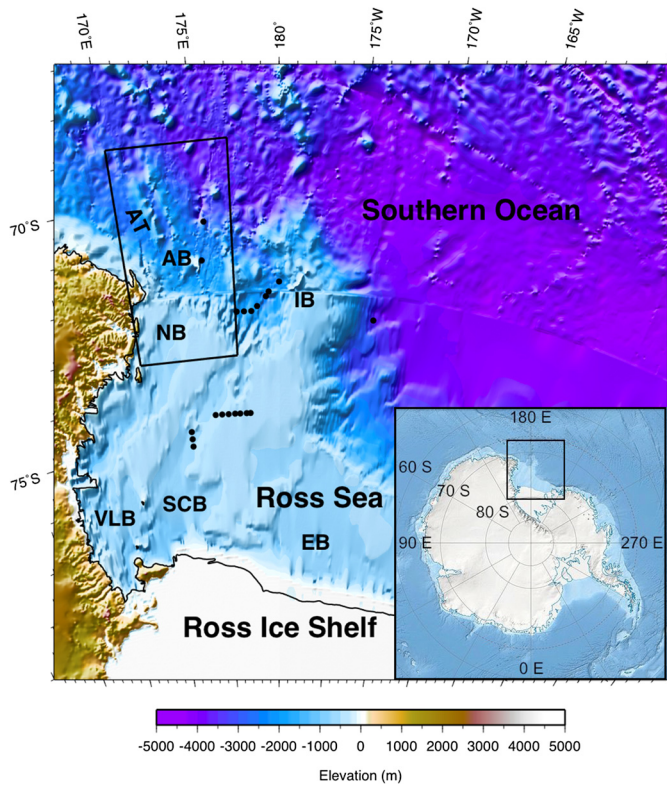 170°E
175°E
180°
175°W
170°W
165°W
70°S
75°S
Southern Ocean
AT
AB
IB
NB
SCB
VLB
Ross Sea
EB
Ross Ice Shelf
180 E
60 S
70 S
80 S
90 E
270 E
0 E
-5000 -4000 -3000 -2000 -1000 0 1000 2000 3000 4000 5000
Elevation (m)